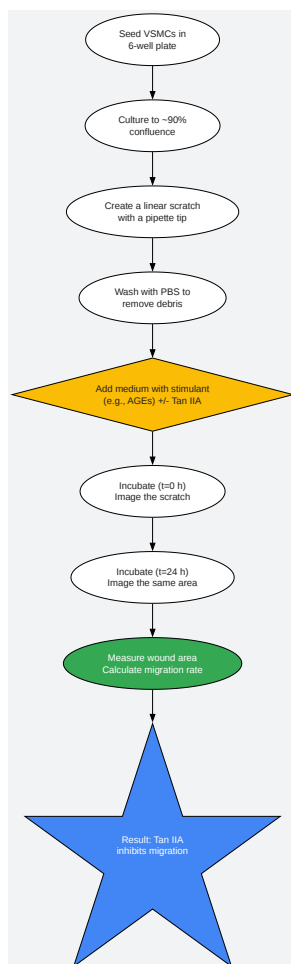 Seed VSMCs in
6-well plate
Culture to ~90%
confluence
Create a linear scratch
with a pipette tip
Wash with PBS to
remove debris
Add medium with stimulant
(e.g., AGEs) +/- Tan IIA
Incubate (t=0 h)
Image the scratch
Incubate (t=24 h)
Image the same area
Measure wound area
Calculate migration rate
Result: Tan IIA
inhibits migration